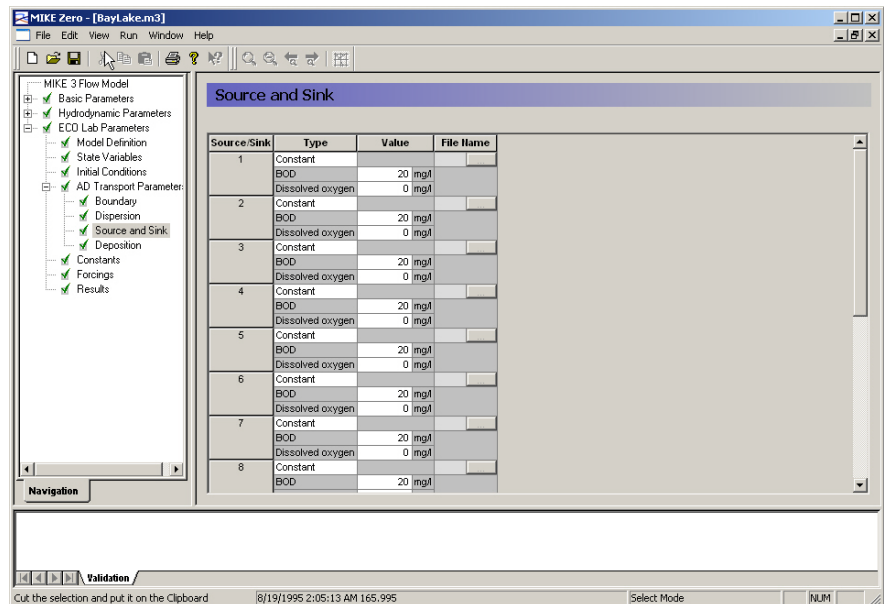 MIKE Zero - [BayLake.m3]
File Edit View Run Window Help
MIKE 3 Flow Model
Basic Parameters
Hydrodynamic Parameters
ECO Lab Parameters
Model Definition
State Variables
Initial Conditions
AD Transport Parameter
Boundary
Dispersion
Source and Sink
Deposition
Constants
Forcings
Results
Navigation
Source and Sink
Source/Sink Type Value File Name
1 Constant ...
BOD 20 mg/l
Dissolved oxygen 0 mg/l
2 Constant ...
BOD 20 mg/l
Dissolved oxygen 0 mg/l
3 Constant ...
BOD 20 mg/l
Dissolved oxygen 0 mg/l
4 Constant ...
BOD 20 mg/l
Dissolved oxygen 0 mg/l
5 Constant ...
BOD 20 mg/l
Dissolved oxygen 0 mg/l
6 Constant ...
BOD 20 mg/l
Dissolved oxygen 0 mg/l
7 Constant ...
BOD 20 mg/l
Dissolved oxygen 0 mg/l
8 Constant ...
BOD 20 mg/l
Validation
Cut the selection and put it on the Clipboard 8/19/1995 2:05:13 AM 165.995 Select Mode NUM